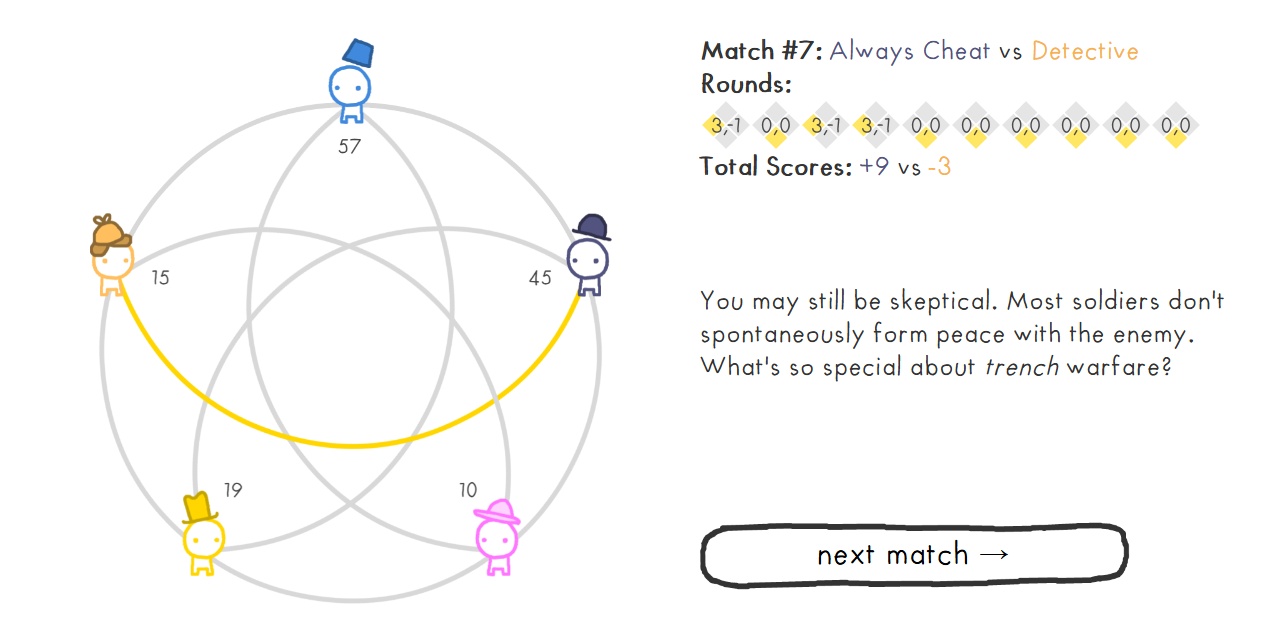 Match #7: Always Cheat vs Detective
Rounds:
3,-1 0,0 3,-1 3,-1 0,0 0,0 0,0 0,0 0,0 0,0
Total Scores: +9 vs -3
57
15
45
You may still be skeptical. Most soldiers don't
spontaneously form peace with the enemy.
What's so special about trench warfare?
19
10
next match →